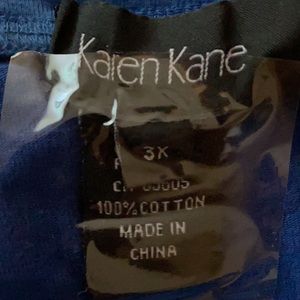 Karen Kane
3X
100% COTTON
MADE IN
CHINA